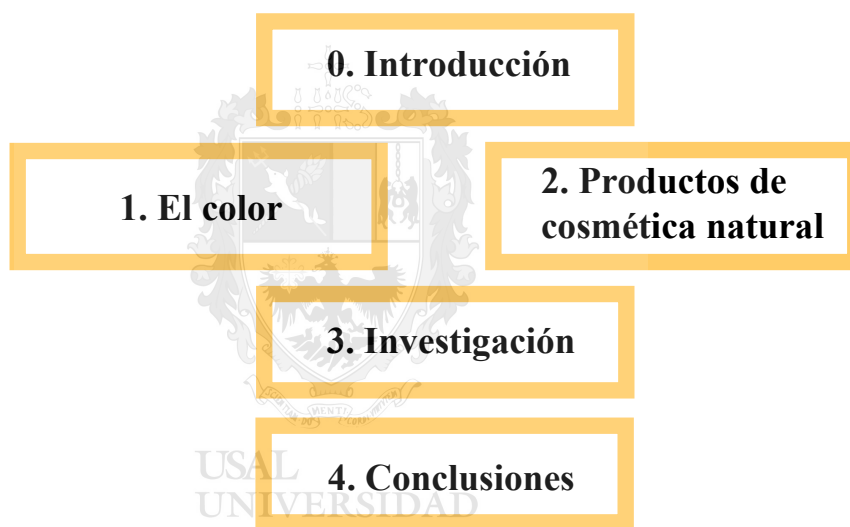 0. Introducción
1. El color
2. Productos de
cosmética natural
3. Investigación
4. Conclusiones
USAL
UNIVERSIDAD